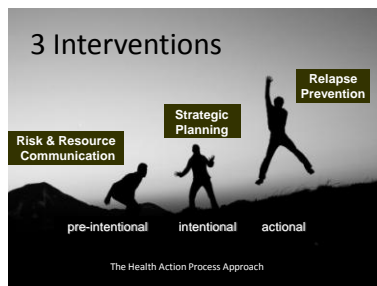 3 Interventions
Relapse
Prevention
Strategic
Planning
Risk & Resource
Communication
pre-intentional
intentional
actional
The Health Action Process Approach